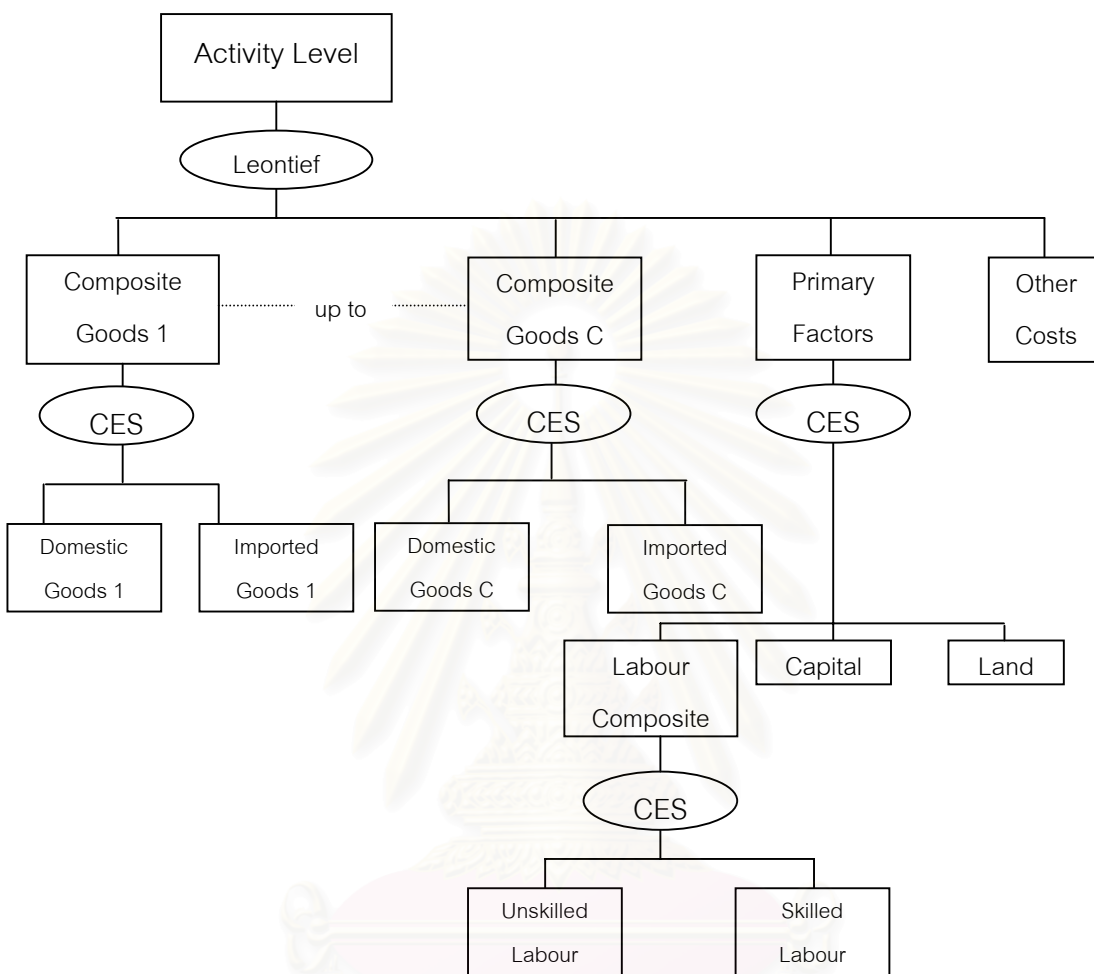 Activity Level
Leontief
Composite
Goods 1
up to
Composite
Goods C
Primary
Factors
Other
Costs
CES
CES
CES
Domestic
Goods 1
Imported
Goods 1
Domestic
Goods C
Imported
Goods C
Labour
Composite
Capital
Land
CES
Unskilled
Labour
Skilled
Labour